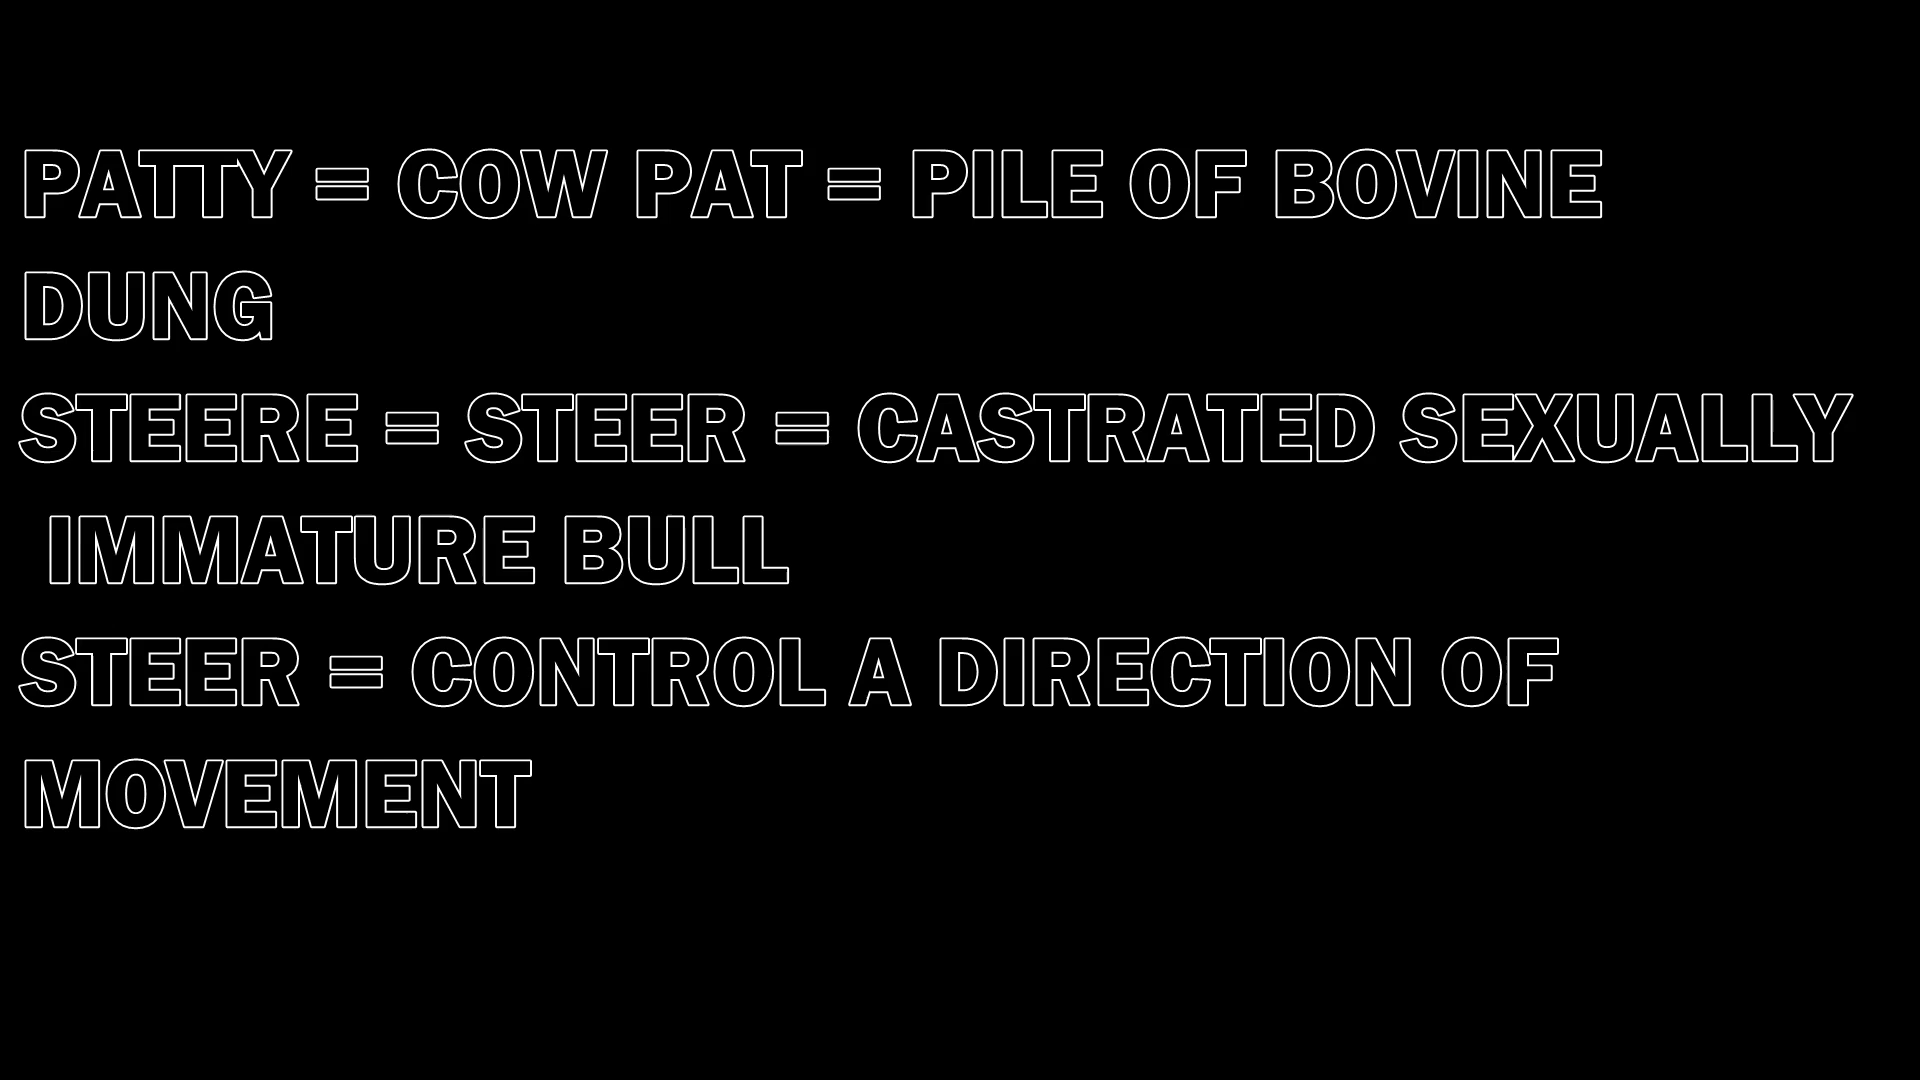 PATTY = COW PAT = PILE OF BOVINE
DUNG
STEERE = STEER = CASTRATED SEXUALLY
IMMATURE BULL
STEER = CONTROL A DIRECTION OF
MOVEMENT